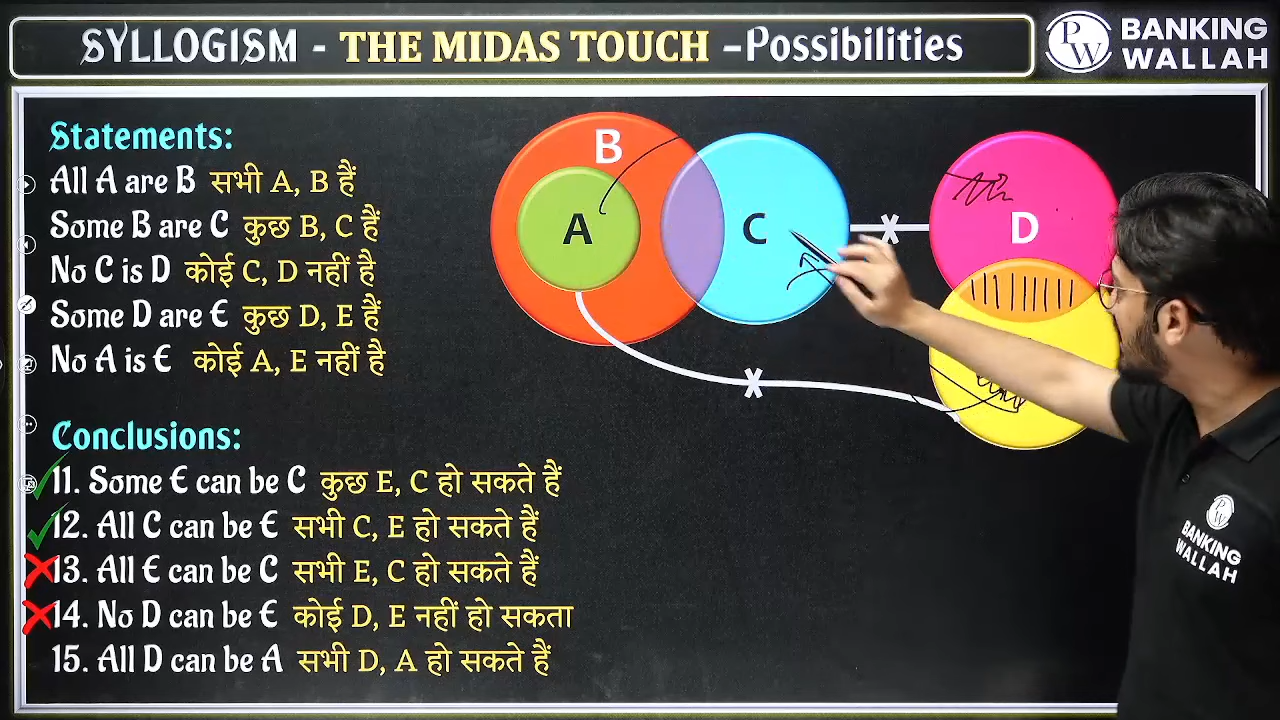 SYLLOGISM - THE MIDAS TOUCH -Possibilities
PW
BANKING
WALLAH
Statements:
All A are B सभी A, B हैं
Some B are C कुछ B, C हैं
No C is D कोई C, D नहीं है
Some D are E कुछ D, E हैं
No A is E कोई A, E नहीं है
Conclusions:
11. Some E can be C कुछ E, C हो सकते हैं
12. All C can be E सभी C, E हो सकते हैं
13. All E can be C सभी E, C हो सकते हैं
14. No D can be E कोई D, E नहीं हो सकता
15. All D can be A सभी D, A हो सकते हैं
B
A
C
D
PW
BANKING
WALLAH